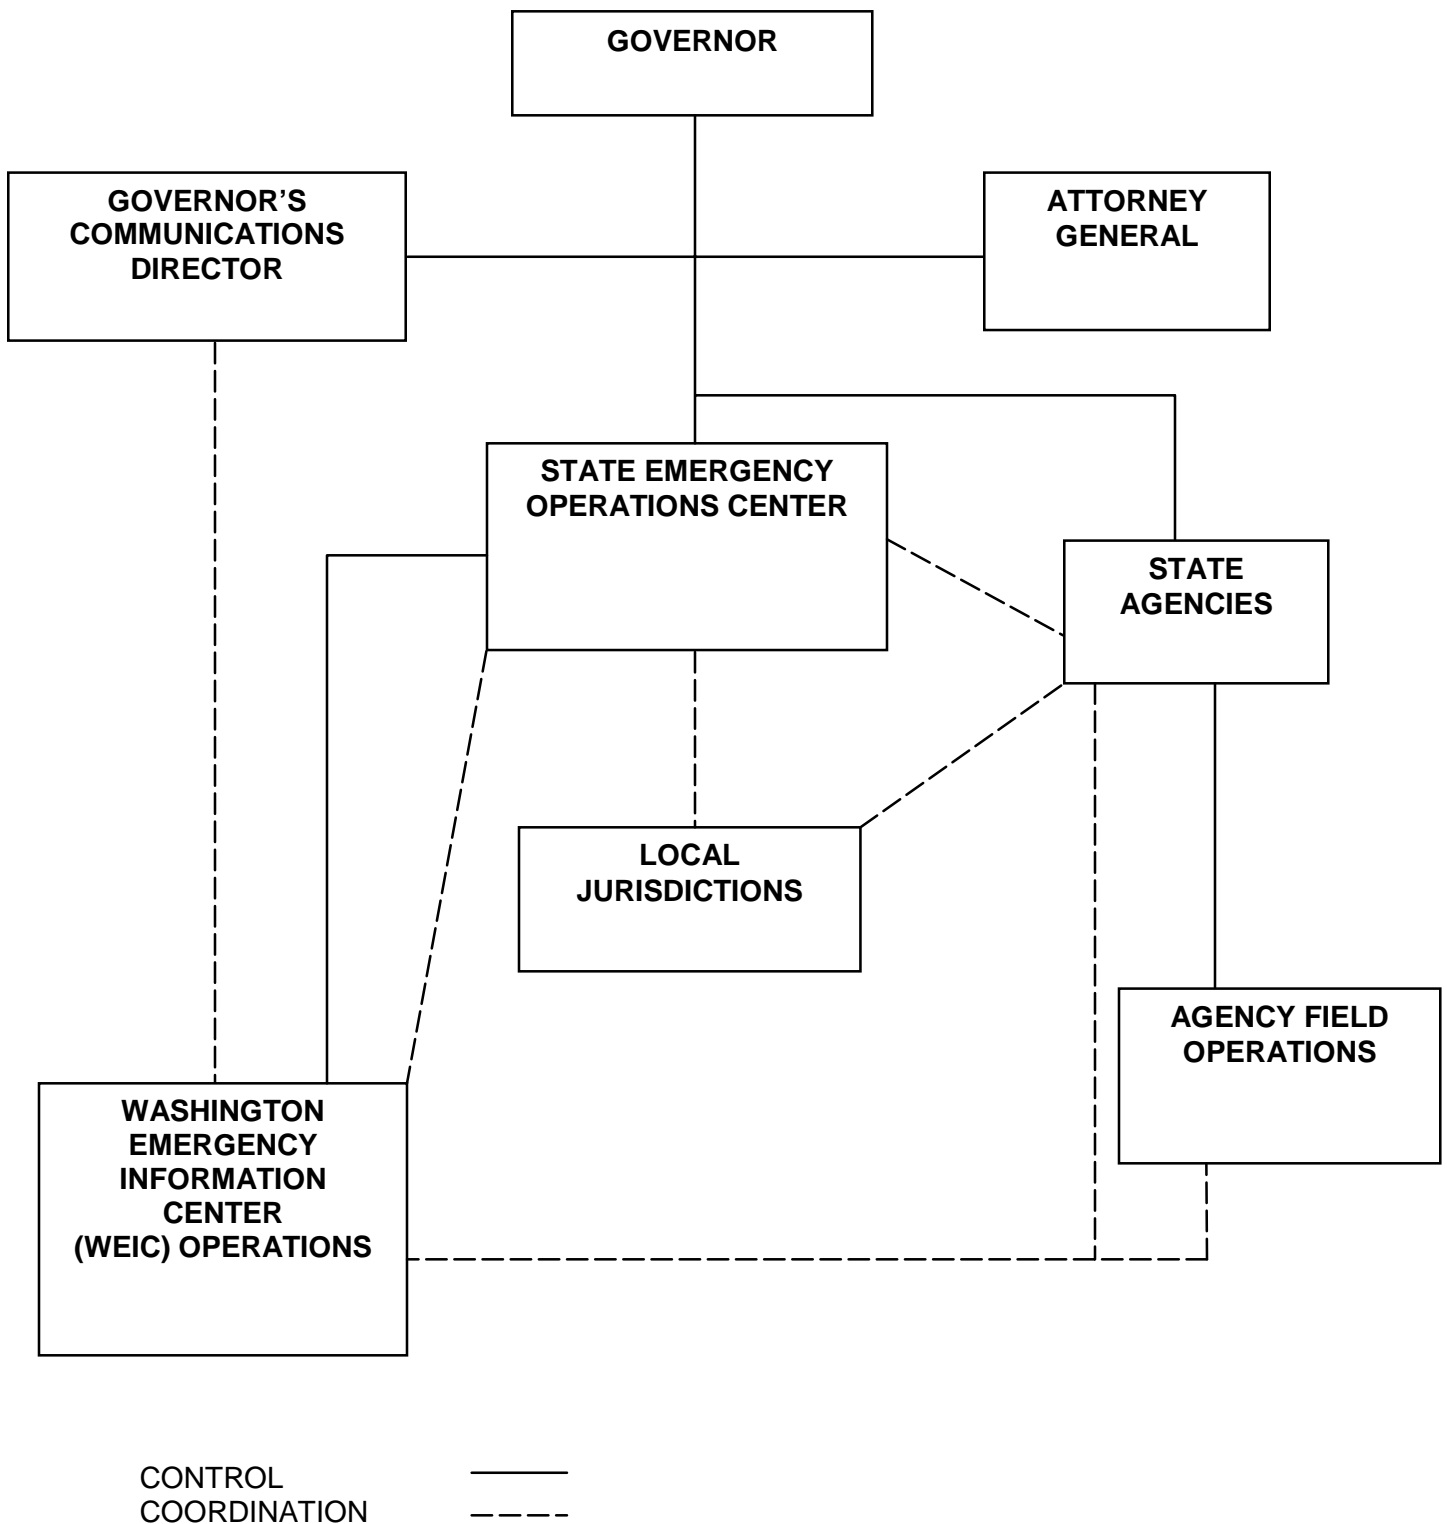 GOVERNOR
GOVERNOR’S
COMMUNICATIONS
DIRECTOR
ATTORNEY
GENERAL
STATE EMERGENCY
OPERATIONS CENTER
STATE
AGENCIES
LOCAL
JURISDICTIONS
AGENCY FIELD
OPERATIONS
WASHINGTON
EMERGENCY
INFORMATION
CENTER
(WEIC) OPERATIONS
CONTROL
COORDINATION